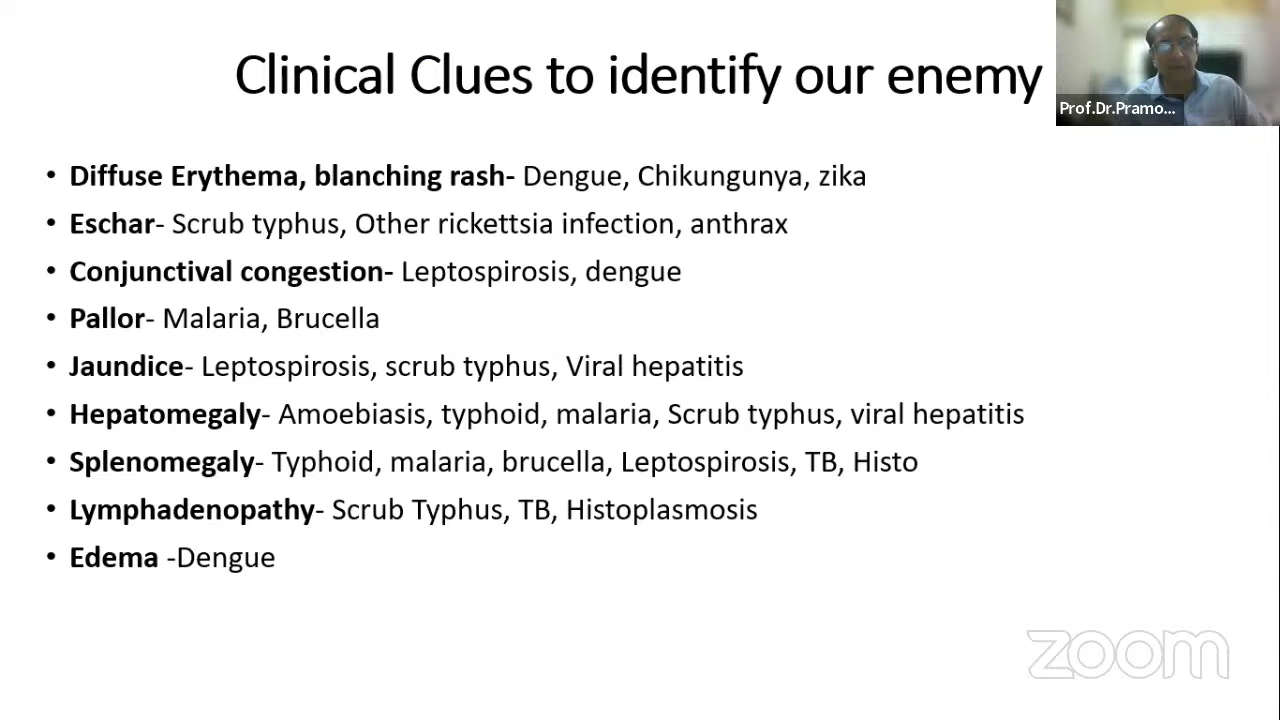 Clinical Clues to identify our enemy
Prof.Dr.Pramo...
• Diffuse Erythema, blanching rash- Dengue, Chikungunya, zika
• Eschar- Scrub typhus, Other rickettsia infection, anthrax
• Conjunctival congestion- Leptospirosis, dengue
• Pallor- Malaria, Brucella
• Jaundice- Leptospirosis, scrub typhus, Viral hepatitis
• Hepatomegaly- Amoebiasis, typhoid, malaria, Scrub typhus, viral hepatitis
• Splenomegaly- Typhoid, malaria, brucella, Leptospirosis, TB, Histo
• Lymphadenopathy- Scrub Typhus, TB, Histoplasmosis
• Edema -Dengue
zoom